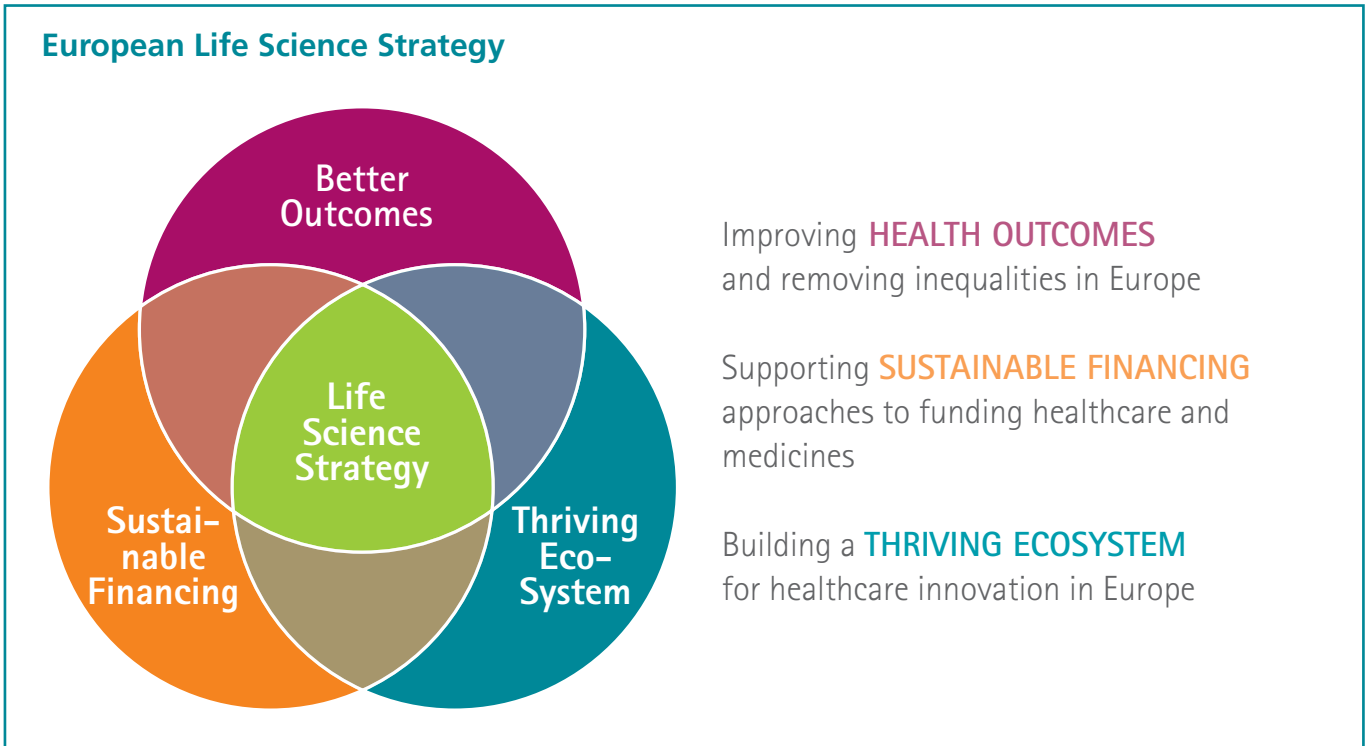 European Life Science Strategy
Better
Outcomes
Life
Science
Strategy
Sustai-
nable
Financing
Thriving
Eco-
System
Improving HEALTH OUTCOMES
and removing inequalities in Europe
Supporting SUSTAINABLE FINANCING
approaches to funding healthcare and
medicines
Building a THRIVING ECOSYSTEM
for healthcare innovation in Europe